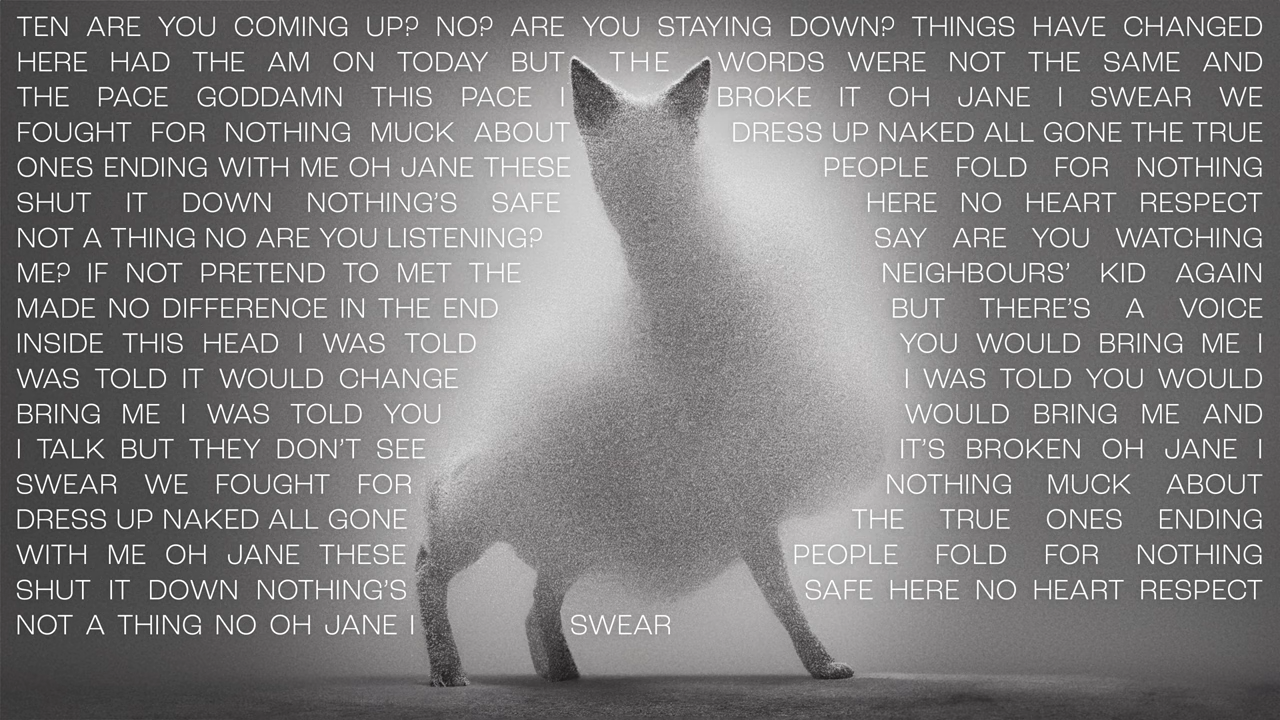 TEN ARE YOU COMING UP? NO? ARE YOU STAYING DOWN? THINGS HAVE CHANGED
HERE HAD THE AM ON TODAY BUT THE WORDS WERE NOT THE SAME AND
THE PACE GODDAMN THIS PACE I BROKE IT OH JANE I SWEAR WE
FOUGHT FOR NOTHING MUCK ABOUT DRESS UP NAKED ALL GONE THE TRUE
ONES ENDING WITH ME OH JANE THESE PEOPLE FOLD FOR NOTHING
SHUT IT DOWN NOTHING'S SAFE HERE NO HEART RESPECT
NOT A THING NO ARE YOU LISTENING? SAY ARE YOU WATCHING
ME? IF NOT PRETEND TO MET THE NEIGHBOURS' KID AGAIN
MADE NO DIFFERENCE IN THE END BUT THERE'S A VOICE
INSIDE THIS HEAD I WAS TOLD YOU WOULD BRING ME I
WAS TOLD IT WOULD CHANGE I WAS TOLD YOU WOULD
BRING ME I WAS TOLD YOU WOULD BRING ME AND
I TALK BUT THEY DON'T SEE IT'S BROKEN OH JANE I
SWEAR WE FOUGHT FOR NOTHING MUCK ABOUT
DRESS UP NAKED ALL GONE THE TRUE ONES ENDING
WITH ME OH JANE THESE PEOPLE FOLD FOR NOTHING
SHUT IT DOWN NOTHING'S SAFE HERE NO HEART RESPECT
NOT A THING NO OH JANE I SWEAR